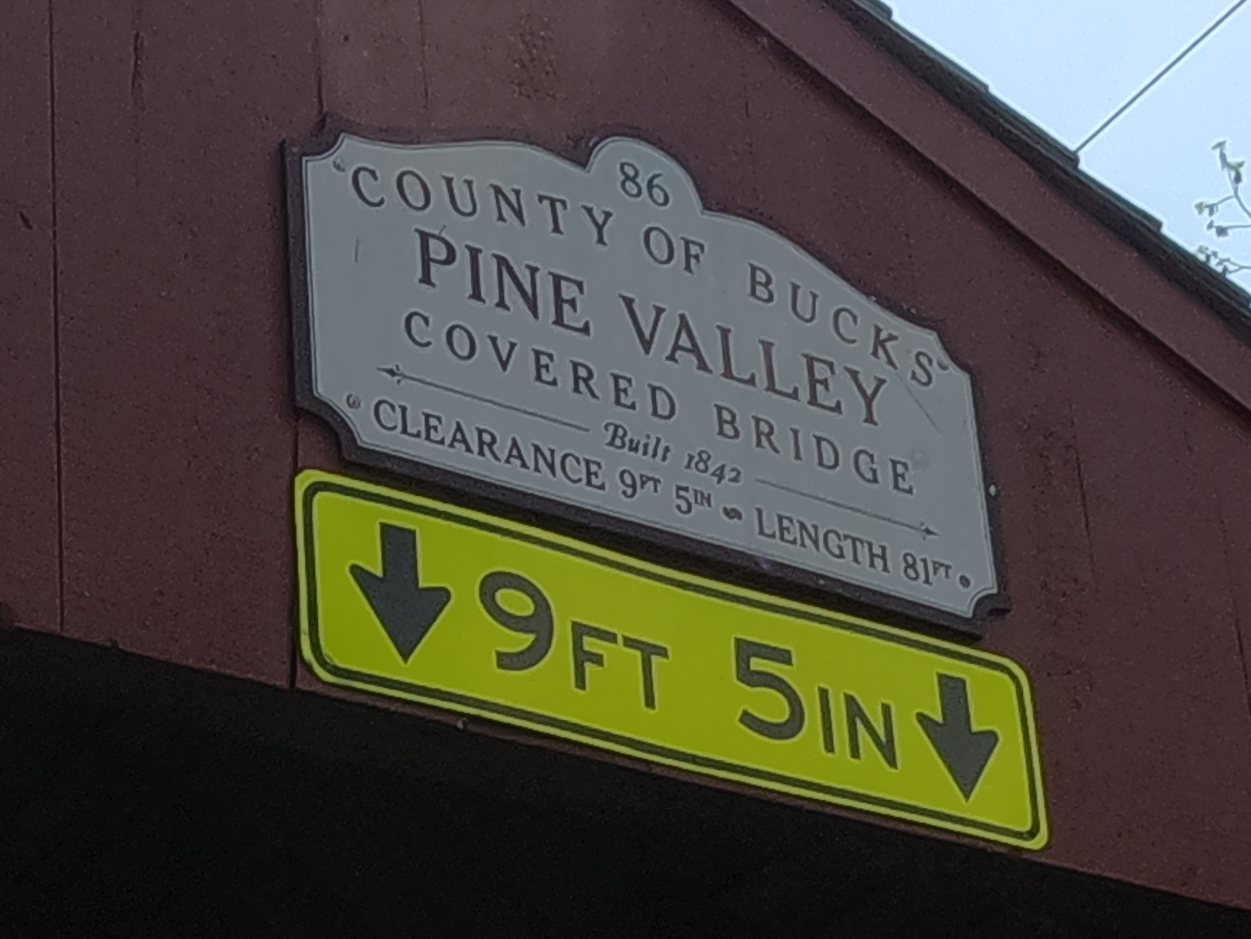 86
COUNTY OF BUCKS
PINE VALLEY
COVERED BRIDGE
Built 1842
CLEARANCE 9FT 5IN LENGTH 81FT
9FT 5IN